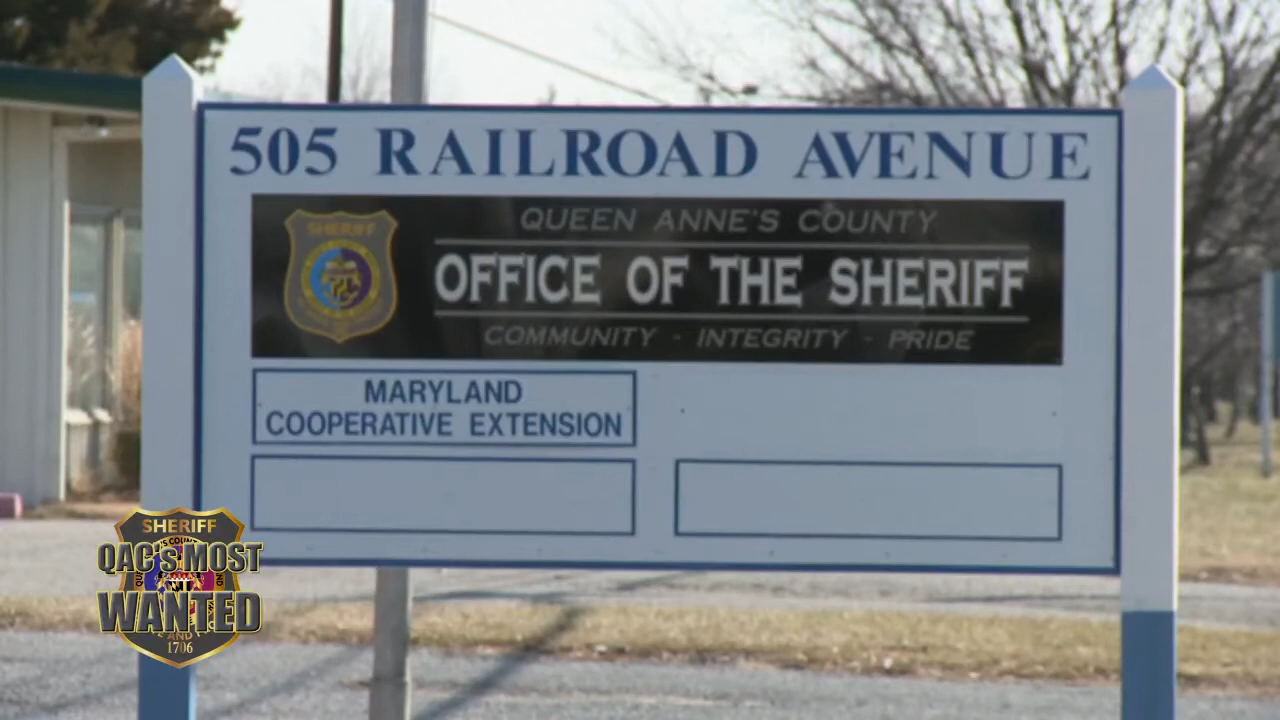 505 RAILROAD AVENUE
SHERIFF
QUEEN ANNE'S COUNTY
OFFICE OF THE SHERIFF
COMMUNITY - INTEGRITY - PRIDE
MARYLAND
COOPERATIVE EXTENSION
SHERIFF
QAC's MOST
WANTED
1706